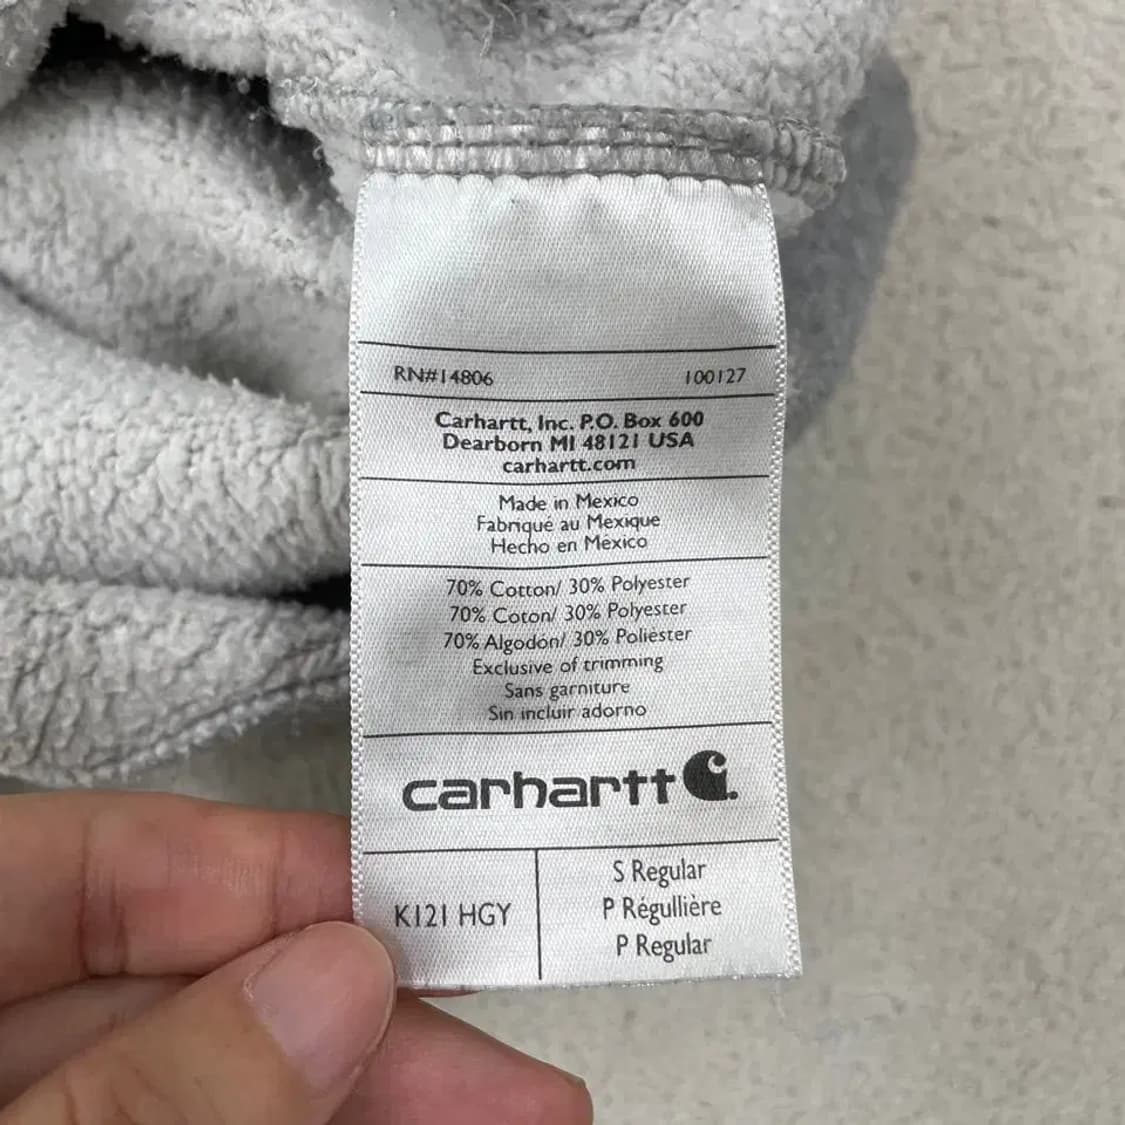 RN#14806 100127
Carhartt, Inc. P.O. Box 600
Dearborn MI 48121 USA
carhartt.com
Made in Mexico
Fabriqué au Mexique
Hecho en México
70% Cotton/ 30% Polyester
70% Coton/ 30% Polyester
70% Algodón/ 30% Poliéster
Exclusive of trimming
Sans garniture
Sin incluir adorno
carhartt
K121 HGY
S Regular
P Régullière
P Regular